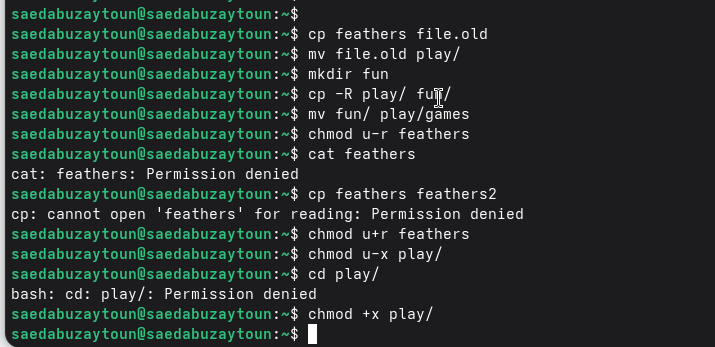 saedabuzaytoun@saedabuzaytoun:~$
saedabuzaytoun@saedabuzaytoun:~$ cp feathers file.old
saedabuzaytoun@saedabuzaytoun:~$ mv file.old play/
saedabuzaytoun@saedabuzaytoun:~$ mkdir fun
saedabuzaytoun@saedabuzaytoun:~$ cp -R play/ fun/
saedabuzaytoun@saedabuzaytoun:~$ mv fun/ play/games
saedabuzaytoun@saedabuzaytoun:~$ chmod u-r feathers
saedabuzaytoun@saedabuzaytoun:~$ cat feathers
cat: feathers: Permission denied
saedabuzaytoun@saedabuzaytoun:~$ cp feathers feathers2
cp: cannot open 'feathers' for reading: Permission denied
saedabuzaytoun@saedabuzaytoun:~$ chmod u+r feathers
saedabuzaytoun@saedabuzaytoun:~$ chmod u-x play/
saedabuzaytoun@saedabuzaytoun:~$ cd play/
bash: cd: play/: Permission denied
saedabuzaytoun@saedabuzaytoun:~$ chmod +x play/
saedabuzaytoun@saedabuzaytoun:~$